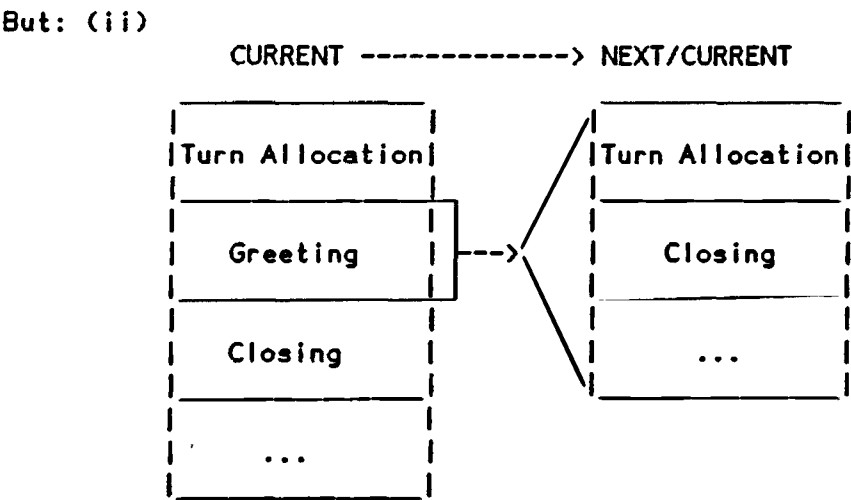 But: (ii)
CURRENT -------------> NEXT/CURRENT
Turn Allocation Turn Allocation
Greeting Closing
Closing ...
...